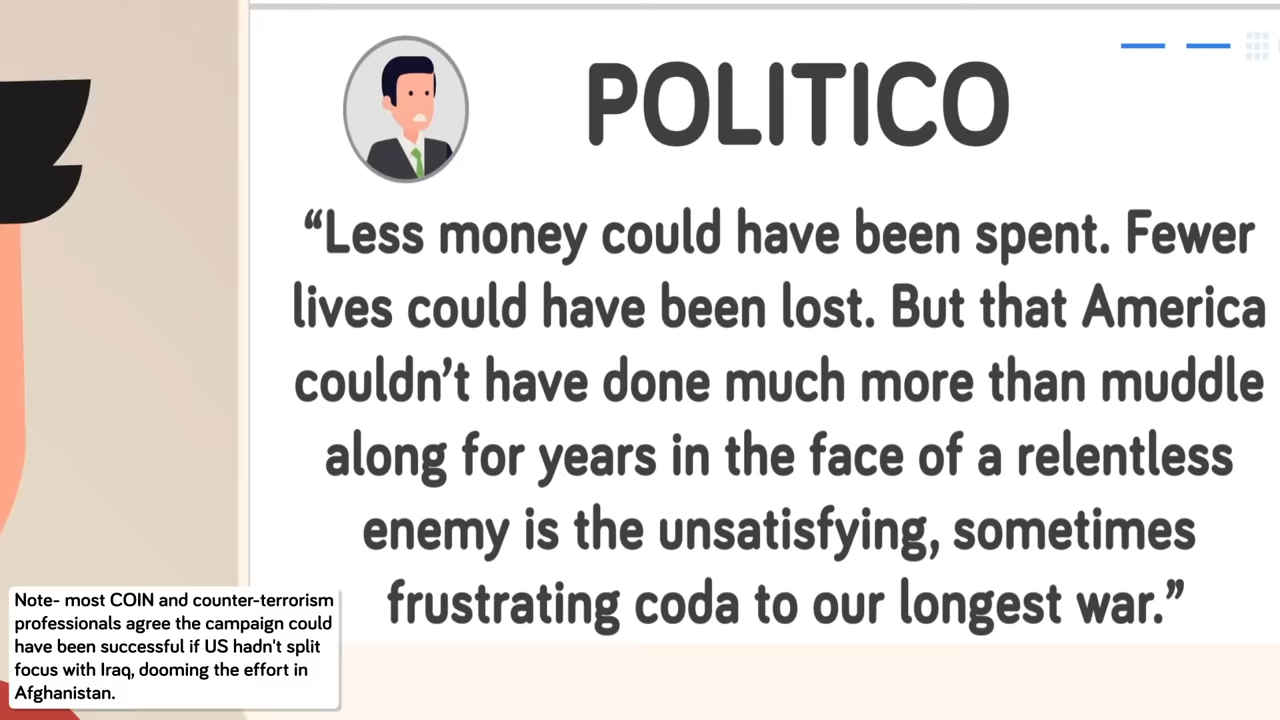 POLITICO
“Less money could have been spent. Fewer
lives could have been lost. But that America
couldn’t have done much more than muddle
along for years in the face of a relentless
enemy is the unsatisfying, sometimes
frustrating coda to our longest war.”
Note- most COIN and counter-terrorism
professionals agree the campaign could
have been successful if US hadn't split
focus with Iraq, dooming the effort in
Afghanistan.